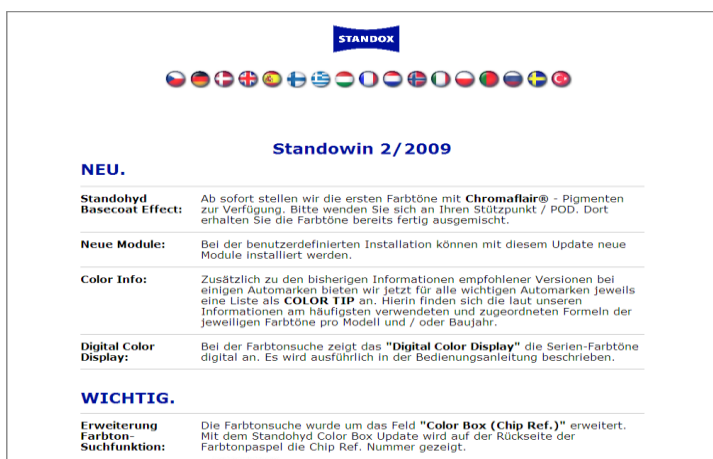 STANDOX
Standowin 2/2009
NEU.
Standohyd
Basecoat Effect:
Ab sofort stellen wir die ersten Farbtöne mit Chromaflair® - Pigmenten
zur Verfügung. Bitte wenden Sie sich an Ihren Stützpunkt / POD. Dort
erhalten Sie die Farbtöne bereits fertig ausgemischt.
Neue Module:
Bei der benutzerdefinierten Installation können mit diesem Update neue
Module installiert werden.
Color Info:
Zusätzlich zu den bisherigen Informationen empfohlener Versionen bei
einigen Automarken bieten wir jetzt für alle wichtigen Automarken jeweils
eine Liste als COLOR TIP an. Hierin finden sich die laut unseren
Informationen am häufigsten verwendeten und zugeordneten Formeln der
jeweiligen Farbtöne pro Modell und / oder Baujahr.
Digital Color
Display:
Bei der Farbtonsuche zeigt das "Digital Color Display" die Serien-Farbtöne
digital an. Es wird ausführlich in der Bedienungsanleitung beschrieben.
WICHTIG.
Erweiterung
Farbton-
Suchfunktion:
Die Farbtonsuche wurde um das Feld "Color Box (Chip Ref.)" erweitert.
Mit dem Standohyd Color Box Update wird auf der Rückseite der
Farbtonpaspel die Chip Ref. Nummer gezeigt.